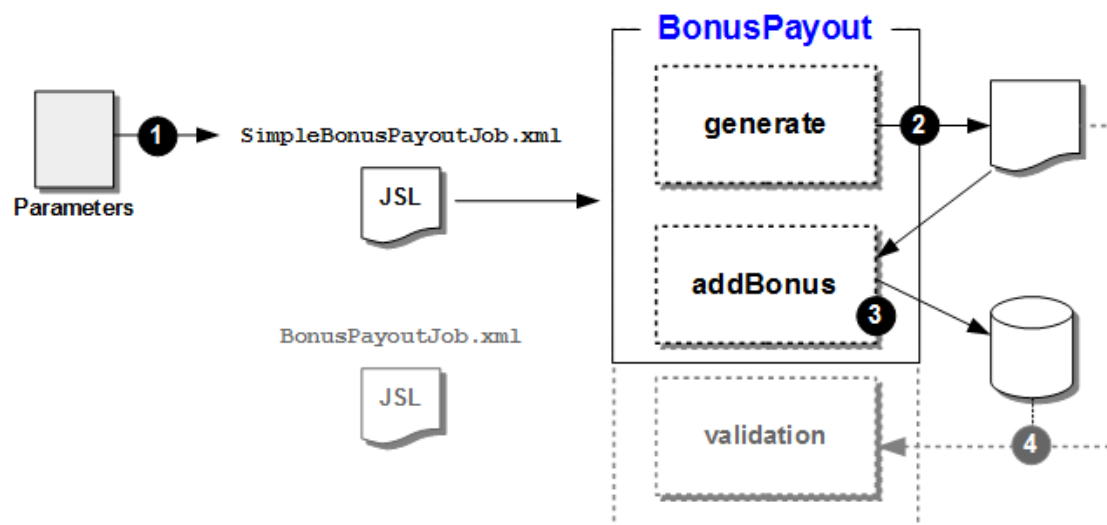 BonusPayout
generate
2
1
SimpleBonusPayoutJob.xml
JSL
Parameters
addBonus
3
BonusPayoutJob.xml
JSL
validation
4